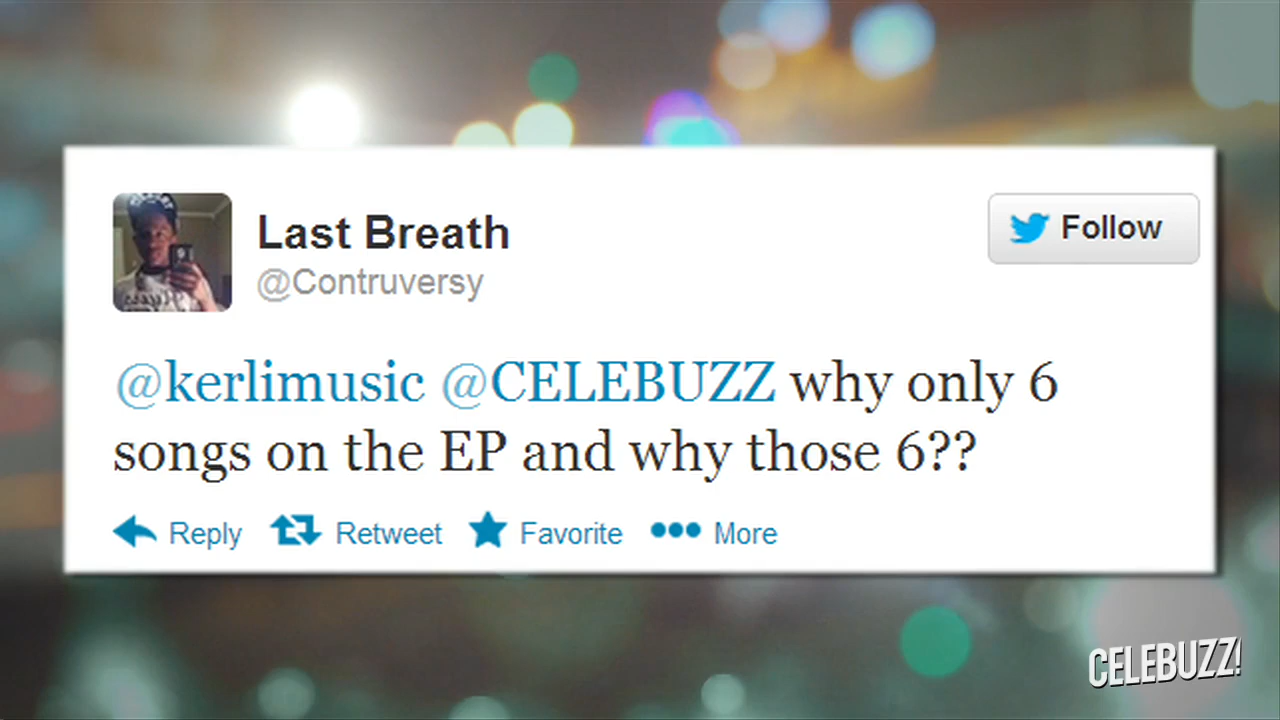 Last Breath
@Contruversy
Follow
@kerlimusic @CELEBUZZ why only 6
songs on the EP and why those 6??
Reply Retweet Favorite More
CELEBUZZ!